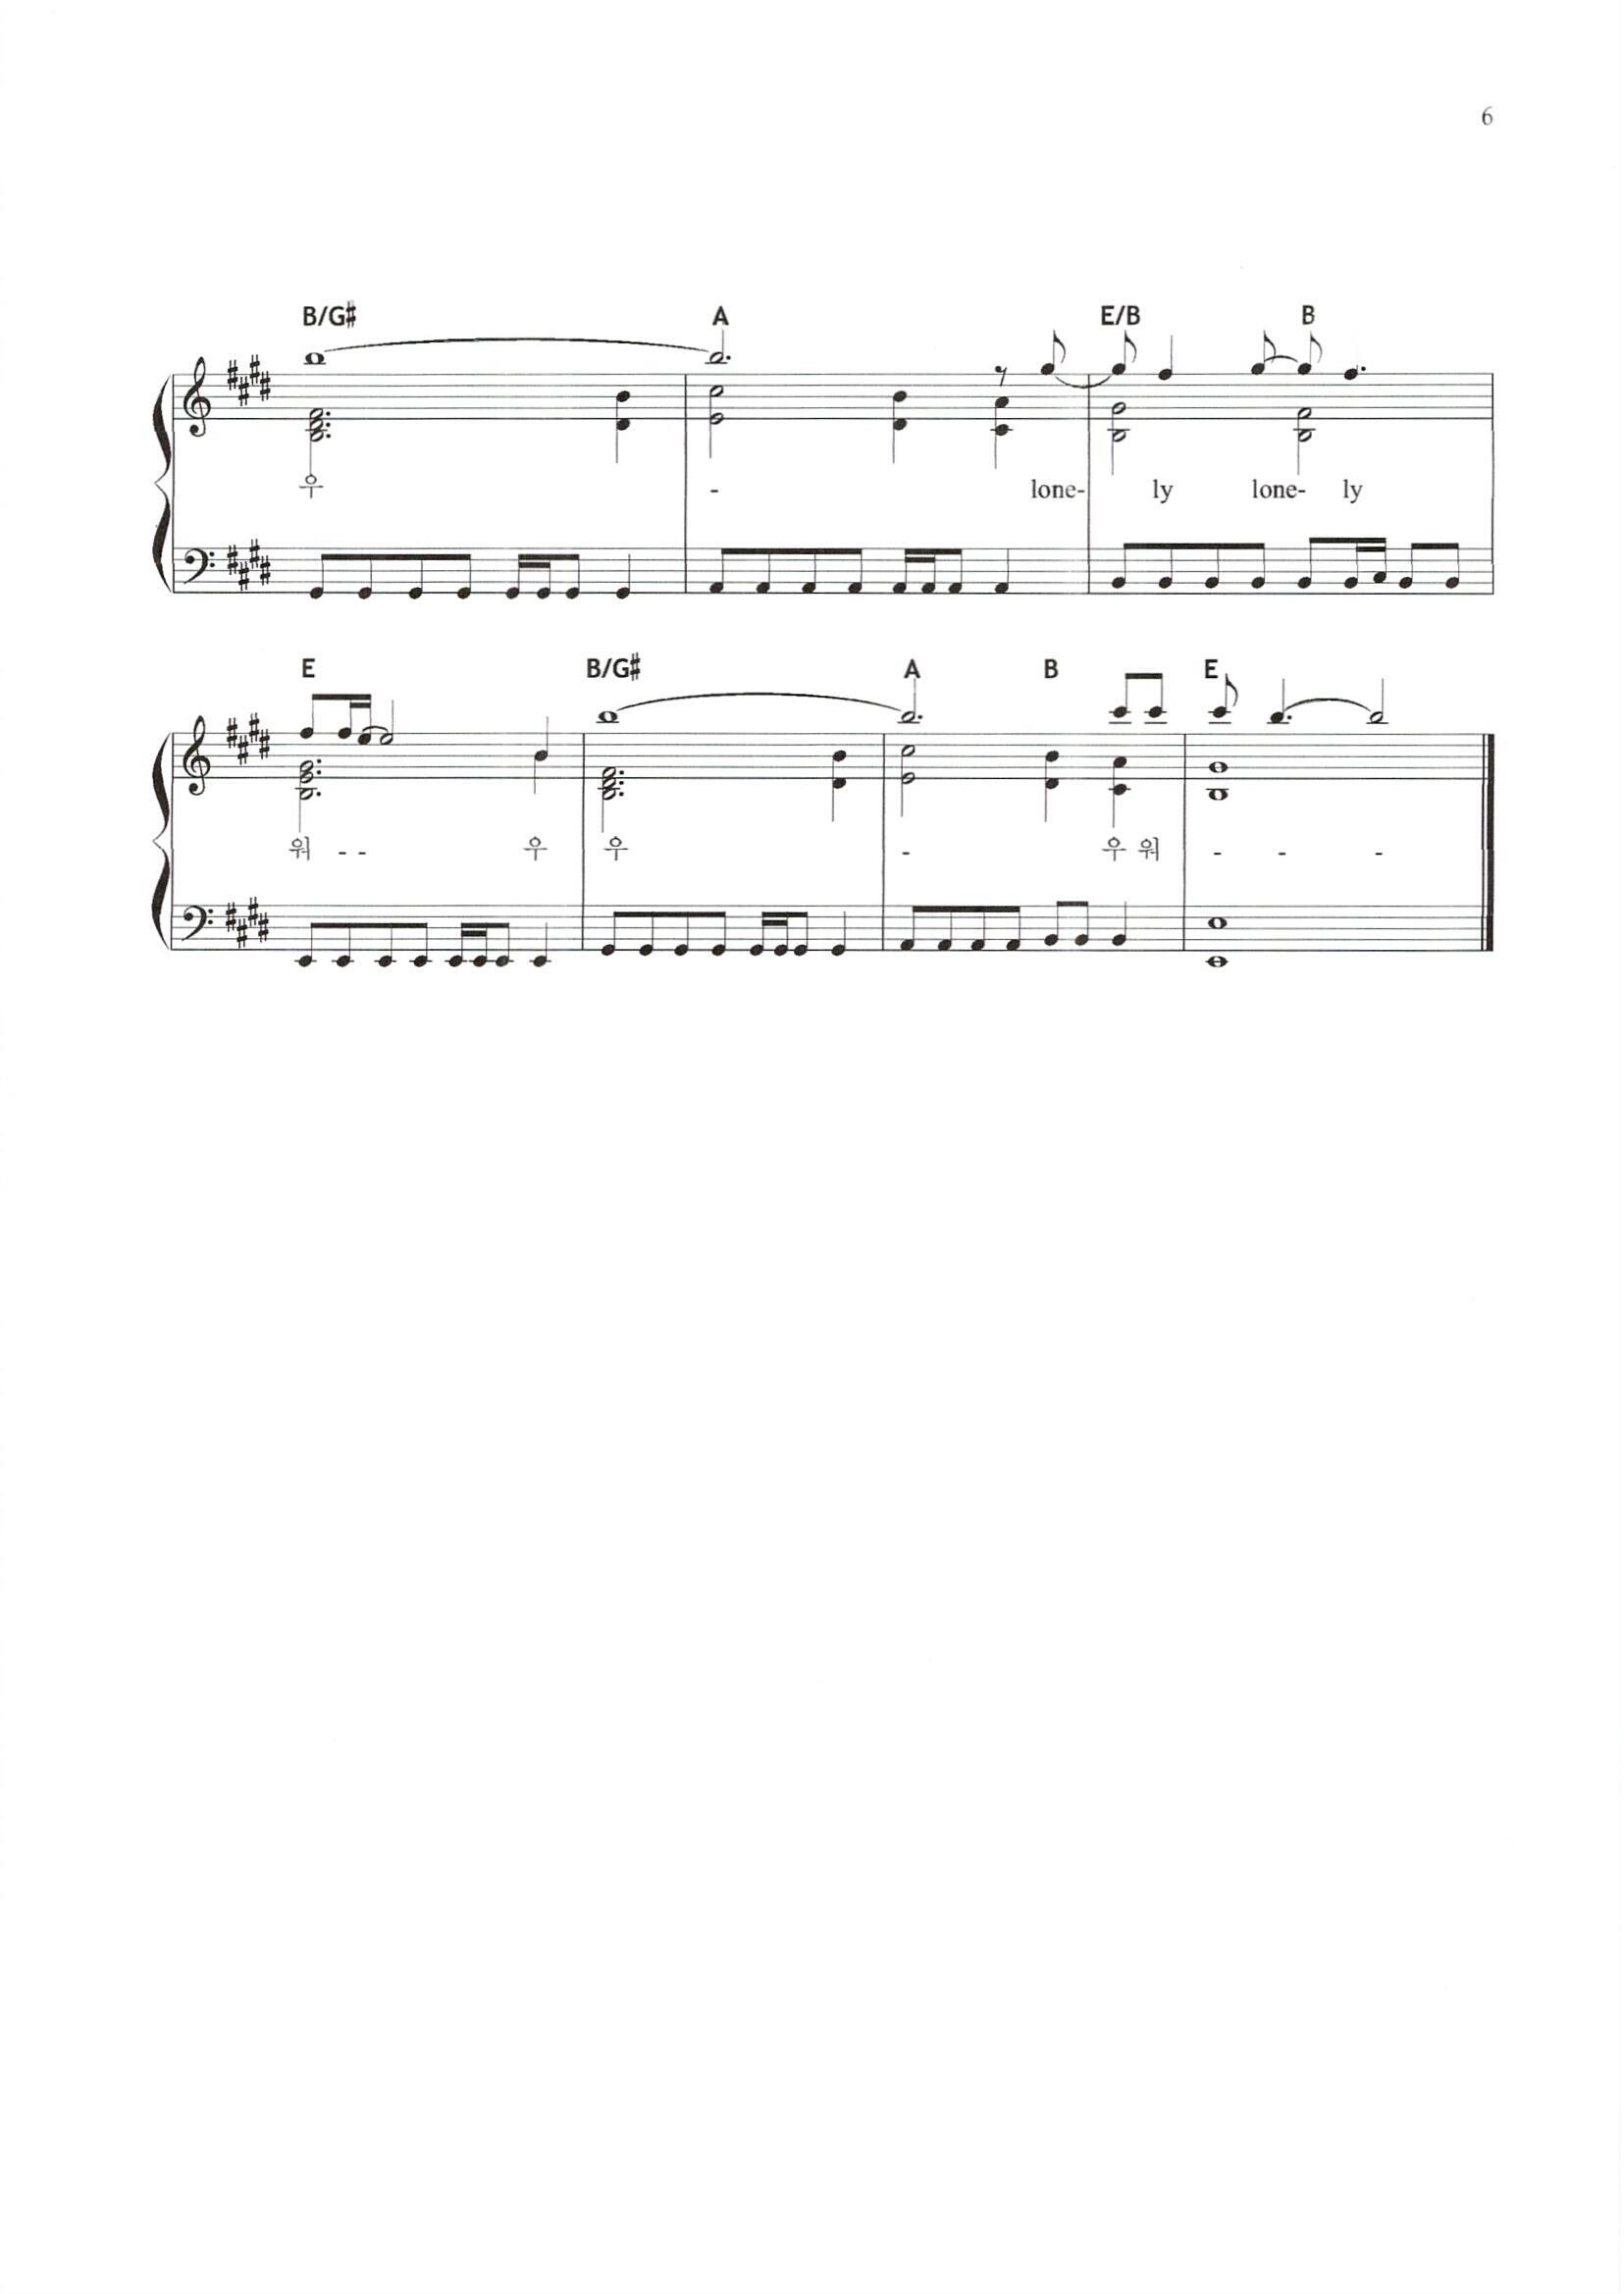 6
B/G♯ A E/B B
우 - lone- ly lone- ly
E B/G♯ A B E
워 - - 우 우 - 우 워 - - -